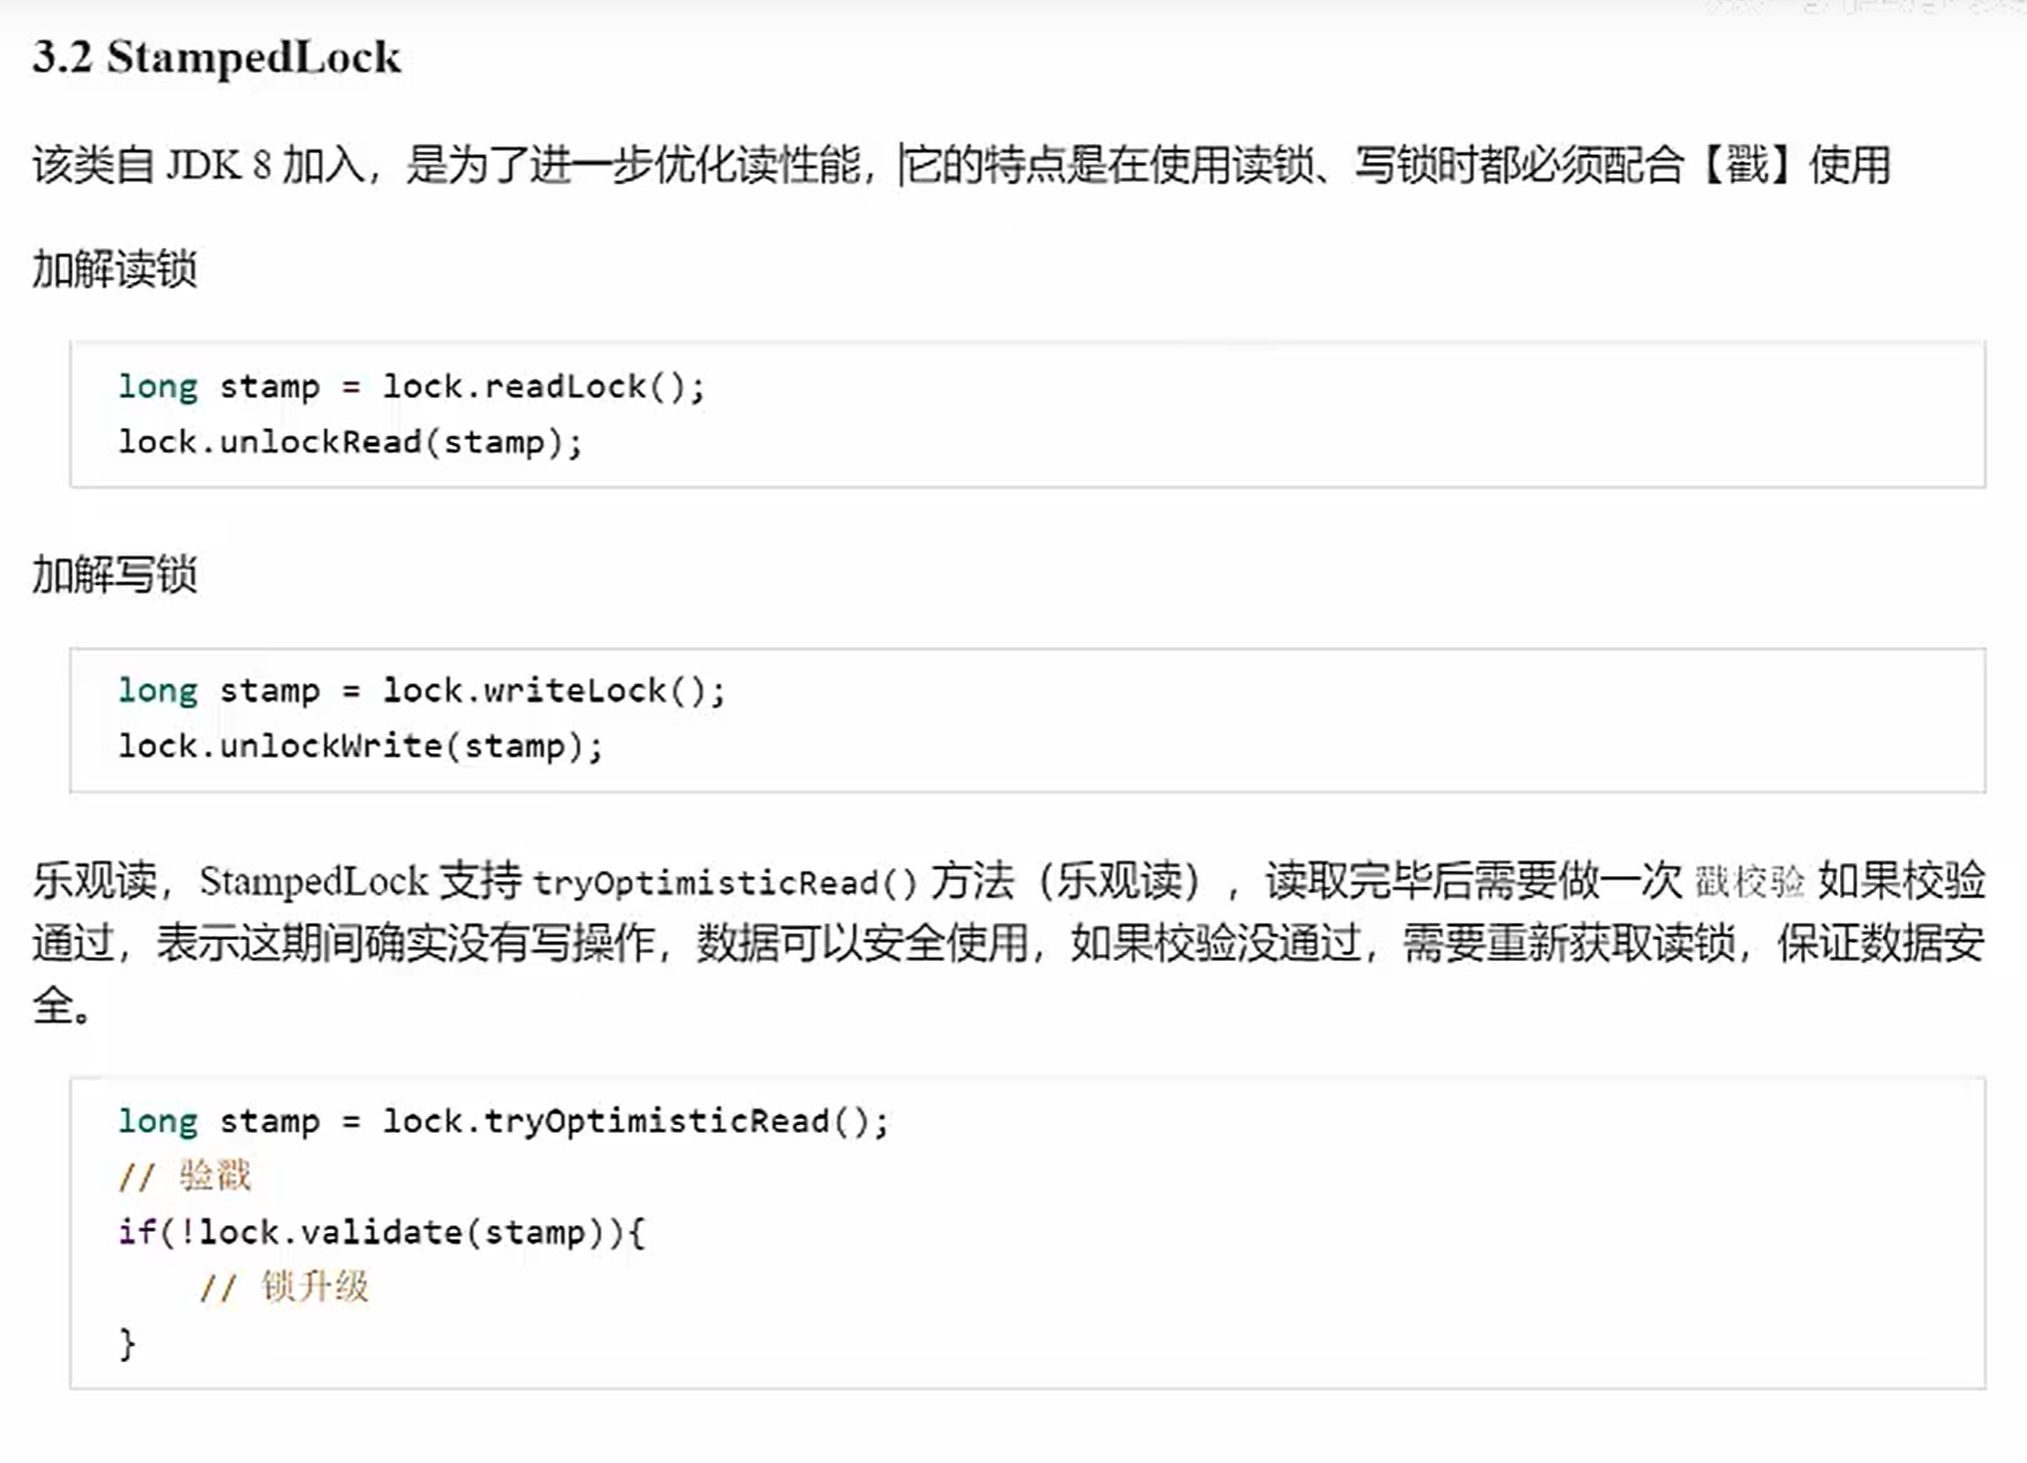 3.2 StampedLock
该类自 JDK 8 加入，是为了进一步优化读性能，它的特点是在使用读锁、写锁时都必须配合【戳】使用
加解读锁
long stamp = lock.readLock();
lock.unlockRead(stamp);
加解写锁
long stamp = lock.writeLock();
lock.unlockWrite(stamp);
乐观读，StampedLock 支持 tryOptimisticRead() 方法（乐观读），读取完毕后需要做一次 戳校验 如果校验
通过，表示这期间确实没有写操作，数据可以安全使用，如果校验没通过，需要重新获取读锁，保证数据安
全。
long stamp = lock.tryOptimisticRead();
// 验戳
if(!lock.validate(stamp)){
    // 锁升级
}